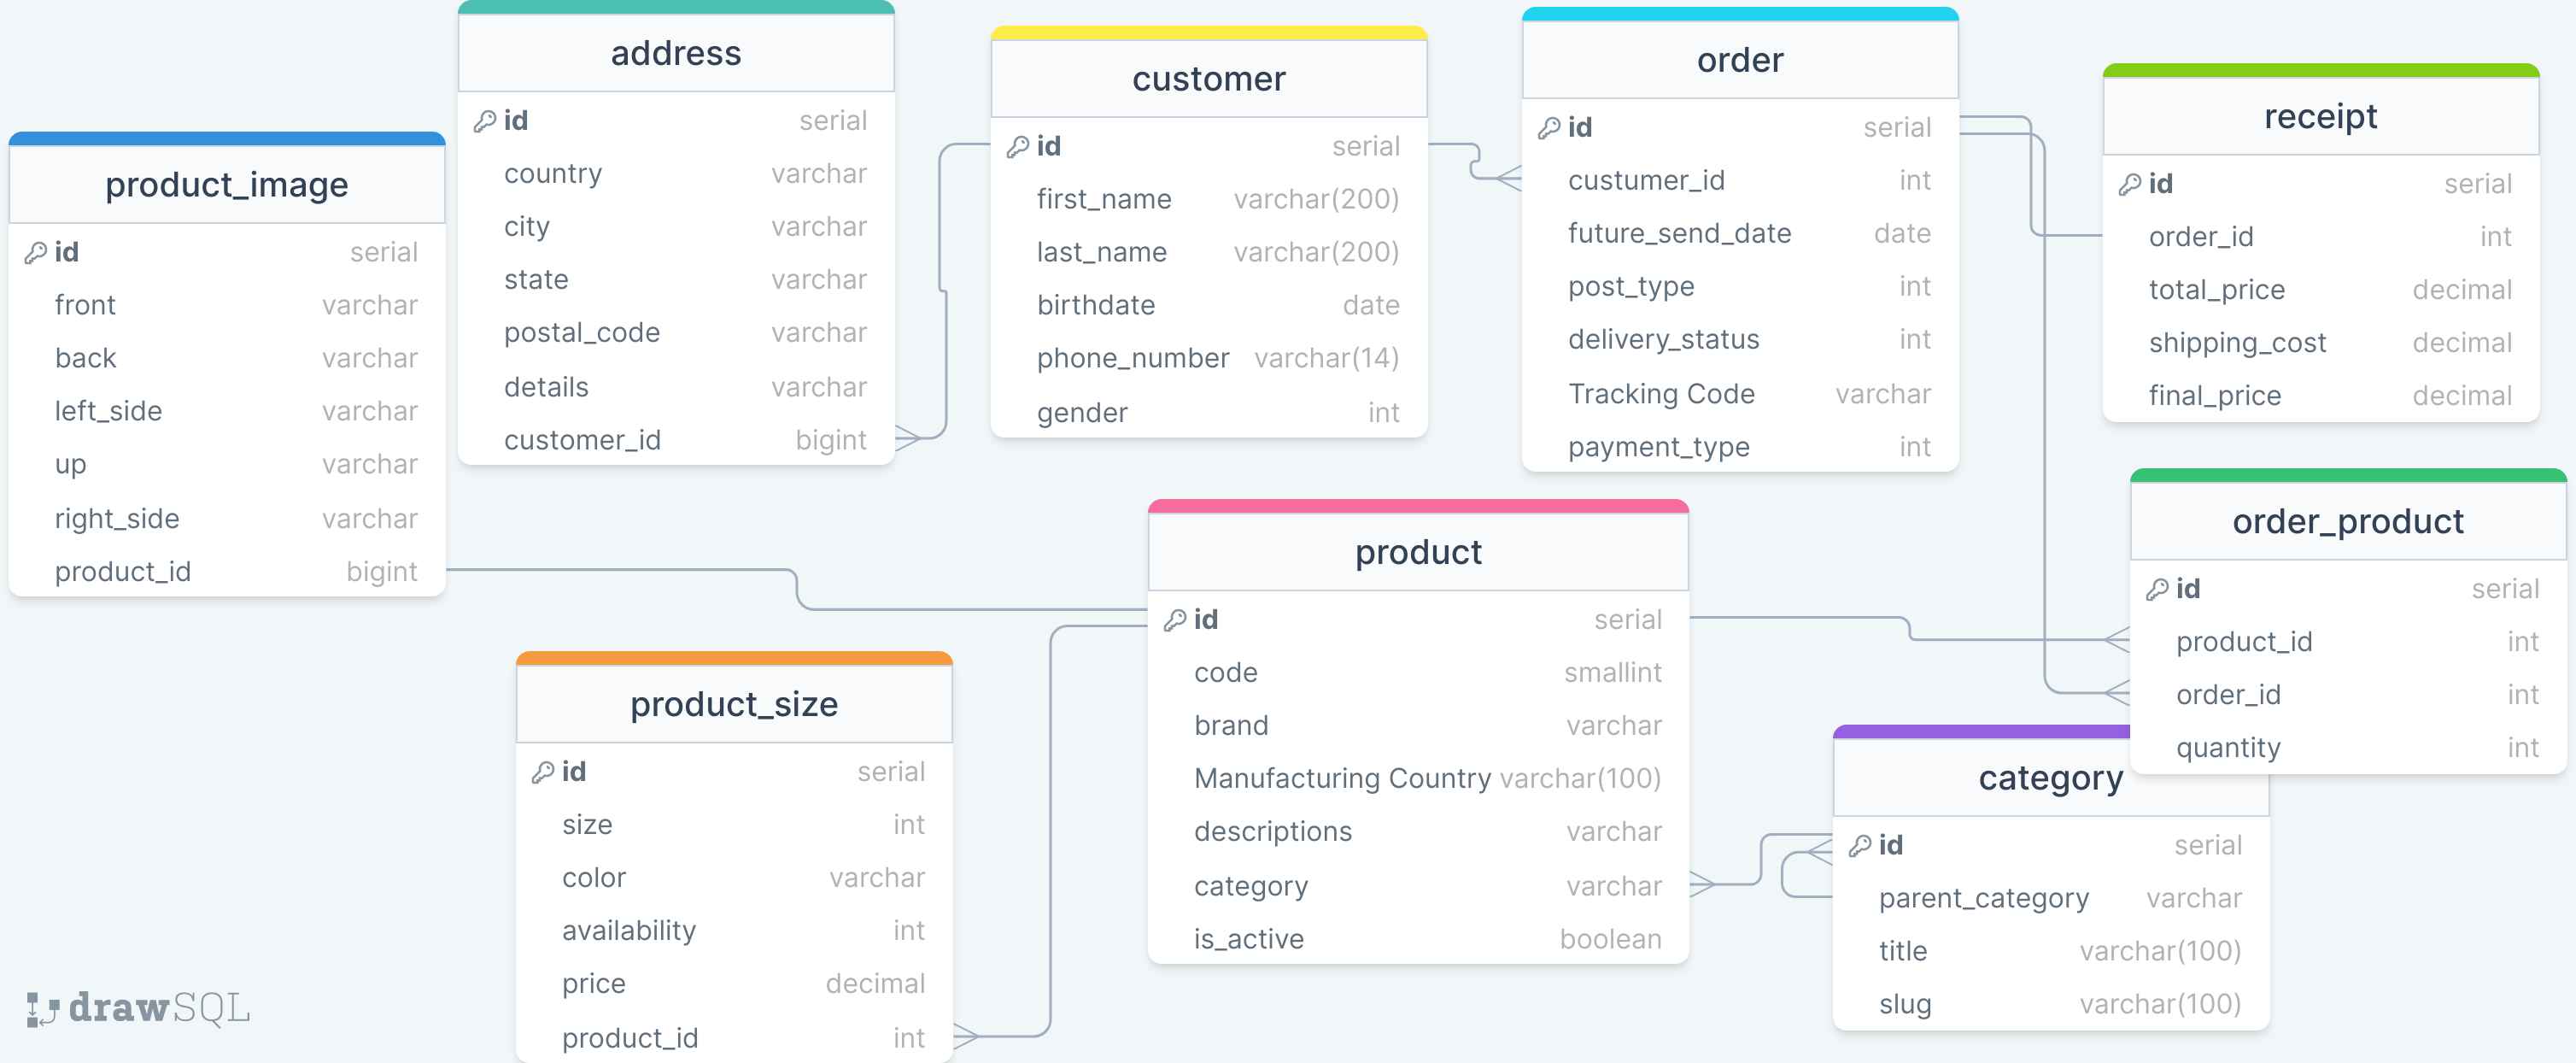 product_image
id serial
front varchar
back varchar
left_side varchar
up varchar
right_side varchar
product_id bigint
address
id serial
country varchar
city varchar
state varchar
postal_code varchar
details varchar
customer_id bigint
customer
id serial
first_name varchar(200)
last_name varchar(200)
birthdate date
phone_number varchar(14)
gender int
order
id serial
custumer_id int
future_send_date date
post_type int
delivery_status int
Tracking Code varchar
payment_type int
receipt
id serial
order_id int
total_price decimal
shipping_cost decimal
final_price decimal
product_size
id serial
size int
color varchar
availability int
price decimal
product_id int
product
id serial
code smallint
brand varchar
Manufacturing Country varchar(100)
descriptions varchar
category varchar
is_active boolean
order_product
id serial
product_id int
order_id int
quantity int
category
id serial
parent_category varchar
title varchar(100)
slug varchar(100)
drawSQL